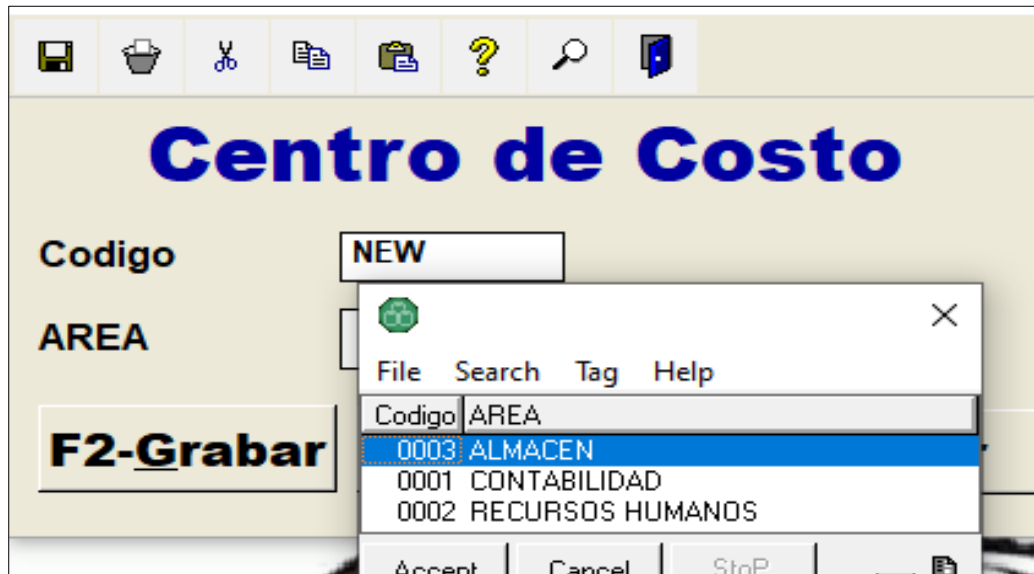 Centro de Costo
Codigo NEW
AREA
File Search Tag Help
Codigo AREA
F2-Grabar
0003 ALMACEN
0001 CONTABILIDAD
0002 RECURSOS HUMANOS
Accept Cancel StoP